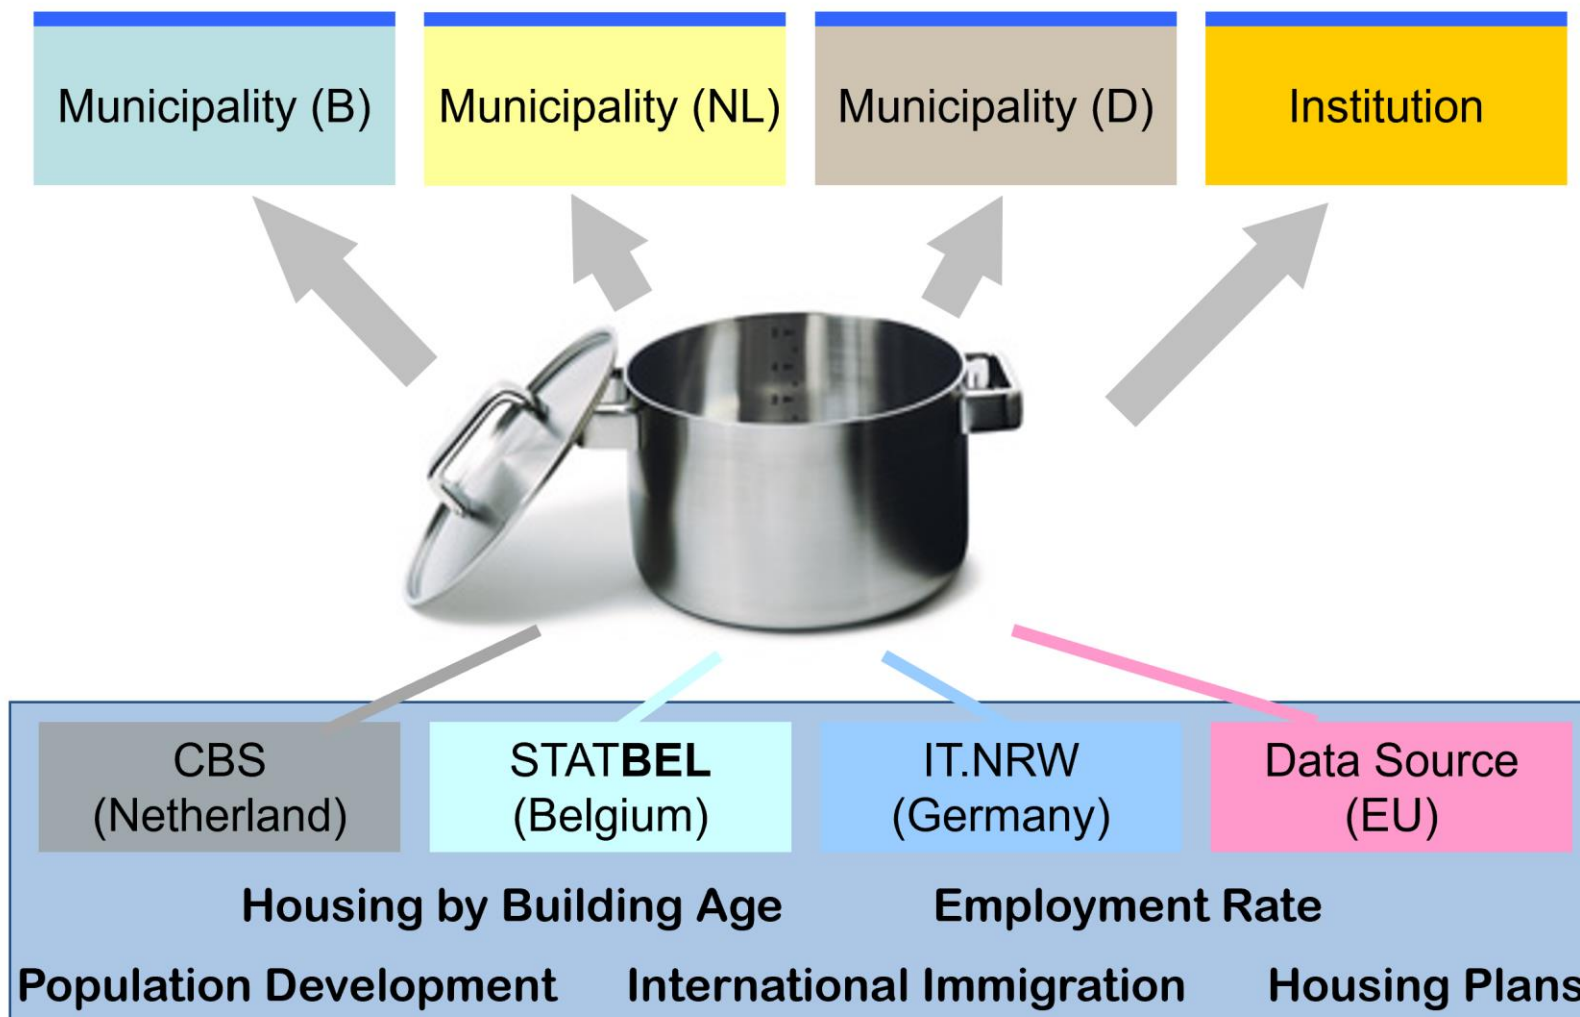 Municipality (B)
Municipality (NL)
Municipality (D)
Institution
CBS
(Netherland)
STATBEL
(Belgium)
IT.NRW
(Germany)
Data Source
(EU)
Housing by Building Age
Employment Rate
Population Development
International Immigration
Housing Plans